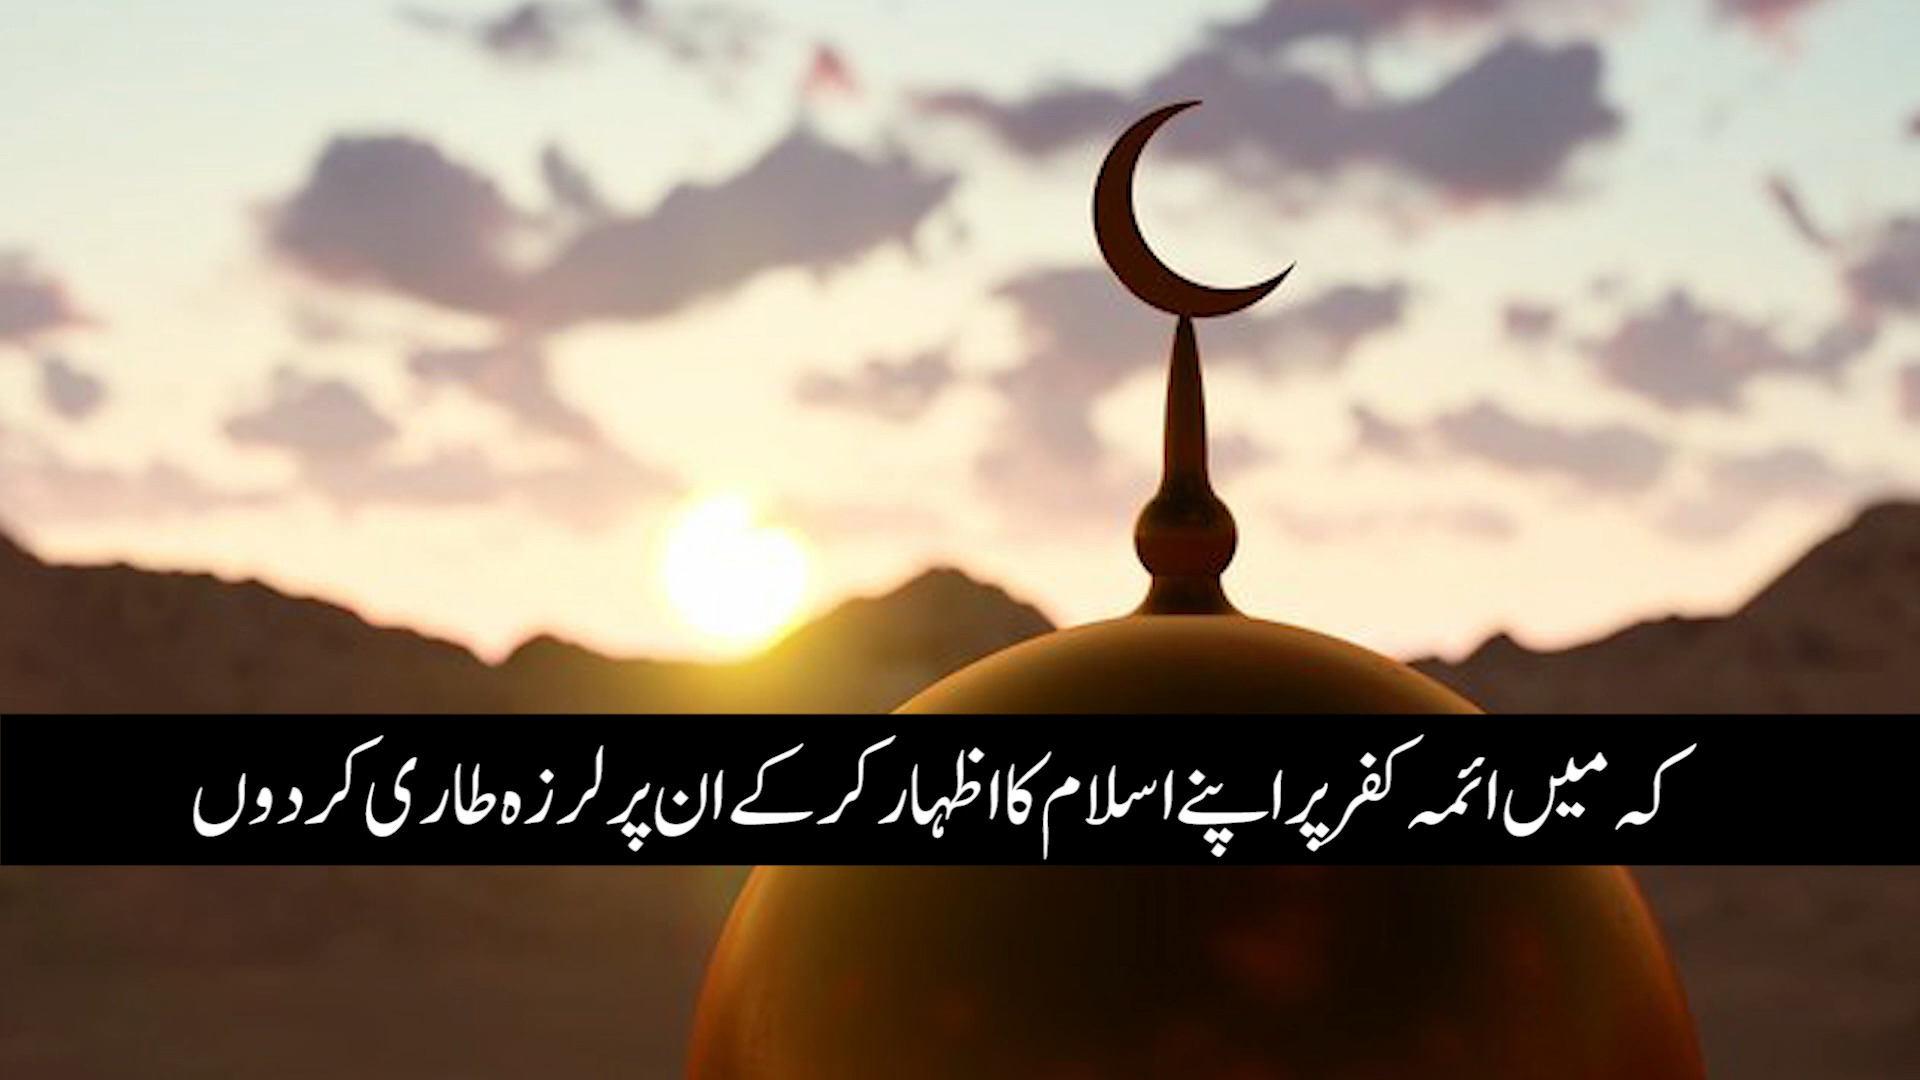 کہ میں ائمہ کفر پر اپنے اسلام کا اظہار کر کے ان پر لرزہ طاری کر دوں